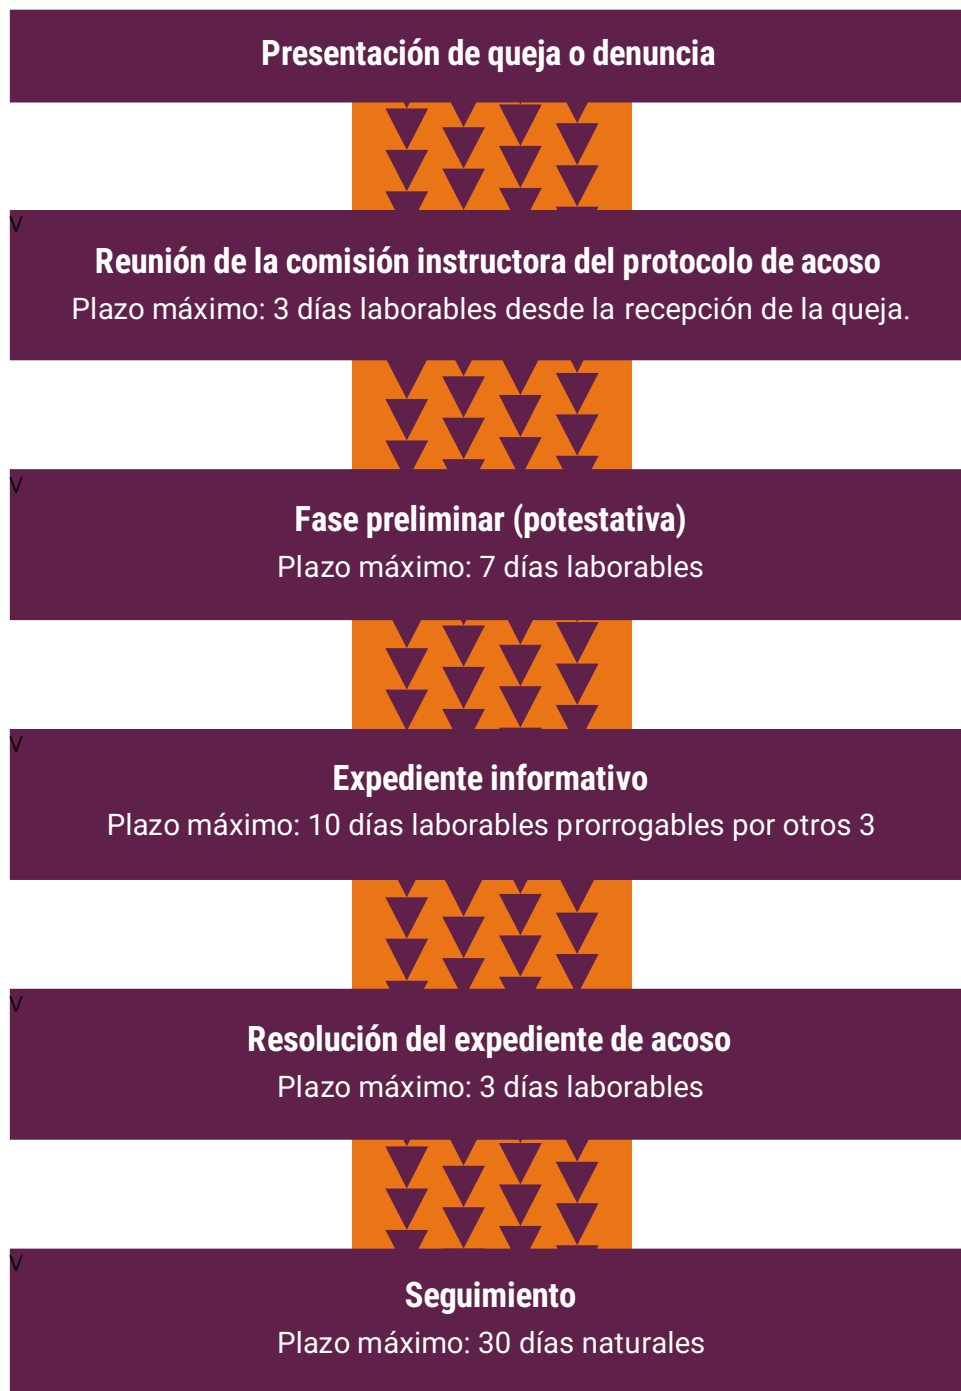 Presentación de queja o denuncia
V
Reunión de la comisión instructora del protocolo de acoso
Plazo máximo: 3 días laborables desde la recepción de la queja.
V
Fase preliminar (potestativa)
Plazo máximo: 7 días laborables
V
Expediente informativo
Plazo máximo: 10 días laborables prorrogables por otros 3
V
Resolución del expediente de acoso
Plazo máximo: 3 días laborables
V
Seguimiento
Plazo máximo: 30 días naturales